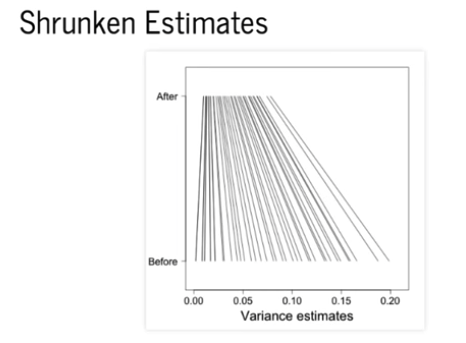 Shrunken Estimates
After
Before
0.00 0.05 0.10 0.15 0.20
Variance estimates